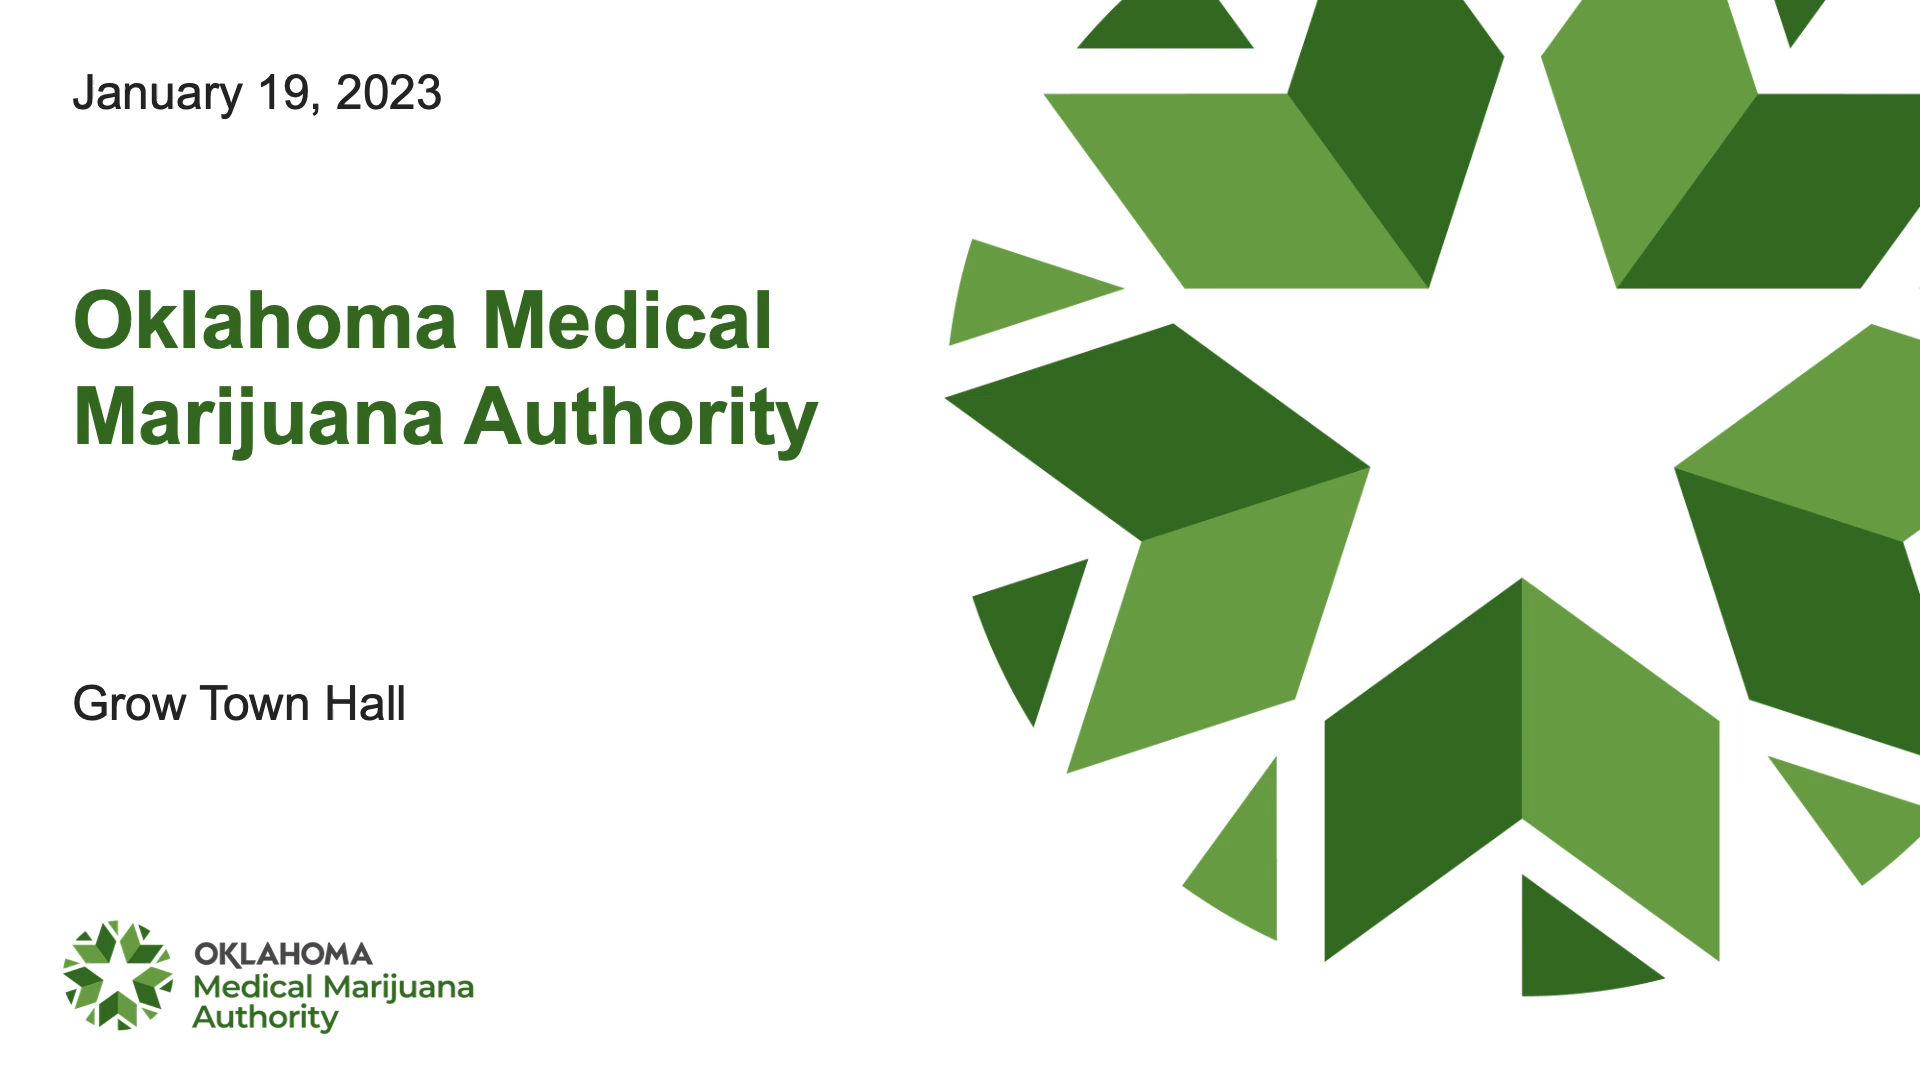 January 19, 2023
Oklahoma Medical
Marijuana Authority
Grow Town Hall
OKLAHOMA
Medical Marijuana
Authority